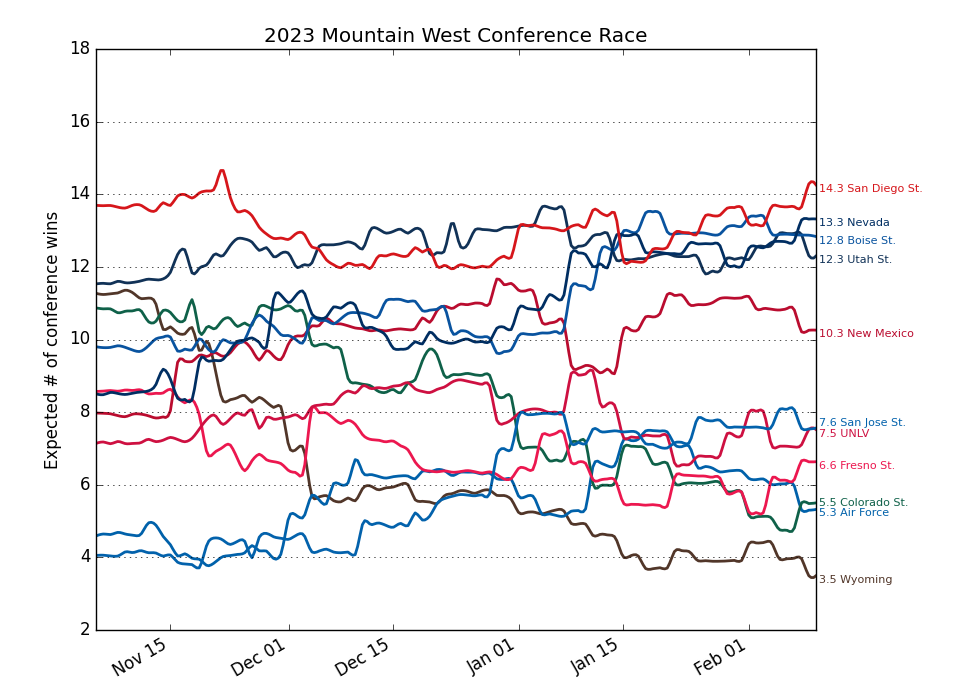 2023 Mountain West Conference Race
Expected # of conference wins
18
16
14
12
10
8
6
4
2
Nov 15
Dec 01
Dec 15
Jan 01
Jan 15
Feb 01
14.3 San Diego St.
13.3 Nevada
12.8 Boise St.
12.3 Utah St.
10.3 New Mexico
7.6 San Jose St.
7.5 UNLV
6.6 Fresno St.
5.5 Colorado St.
5.3 Air Force
3.5 Wyoming